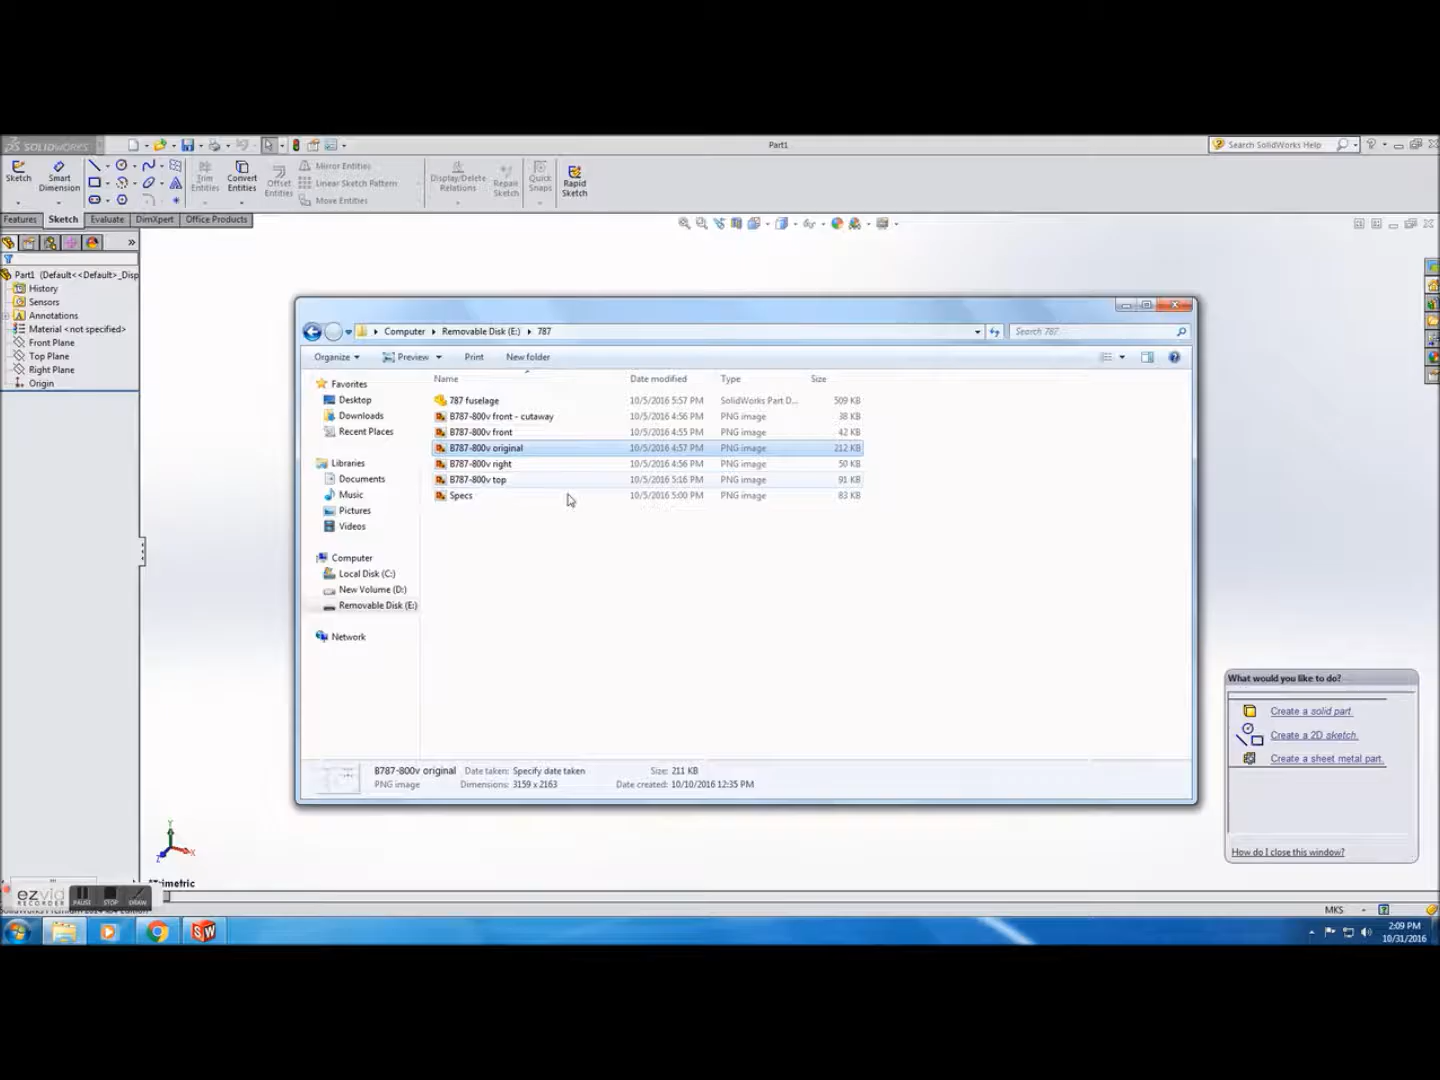 SOLIDWORKS
Part1
Search SolidWorks Help
Sketch
Smart Dimension
Trim Entities
Convert Entities
Offset Entities
Mirror Entities
Linear Sketch Pattern
Move Entities
Display/Delete Relations
Repair Sketch
Quick Snaps
Rapid Sketch
Features
Sketch
Evaluate
DimXpert
Office Products
Part1 (Default<<Default>_Disp
History
Sensors
Annotations
Material <not specified>
Front Plane
Top Plane
Right Plane
Origin
Computer
Removable Disk (E:)
787
Search 787
Organize
Preview
Print
New folder
Name
Date modified
Type
Size
Favorites
Desktop
Downloads
Recent Places
Libraries
Documents
Music
Pictures
Videos
Computer
Local Disk (C:)
New Volume (D:)
Removable Disk (E:)
Network
787 fuselage 10/5/2016 5:57 PM SolidWorks Part D... 509 KB
B787-800v front - cutaway 10/5/2016 4:56 PM PNG image 38 KB
B787-800v front 10/5/2016 4:55 PM PNG image 42 KB
B787-800v original 10/5/2016 4:57 PM PNG image 212 KB
B787-800v right 10/5/2016 4:56 PM PNG image 50 KB
B787-800v top 10/5/2016 5:16 PM PNG image 91 KB
Specs 10/5/2016 5:00 PM PNG image 83 KB
B787-800v original Date taken: Specify date taken Size: 211 KB
PNG image Dimensions: 3159 x 2163 Date created: 10/10/2016 12:35 PM
What would you like to do?
Create a solid part.
Create a 2D sketch.
Create a sheet metal part.
How do I close this window?
Y
X
Z
*Trimetric
ezvid
RECORDER
PAUSE
STOP
DRAW
MKS
SW
2:09 PM
10/31/2016